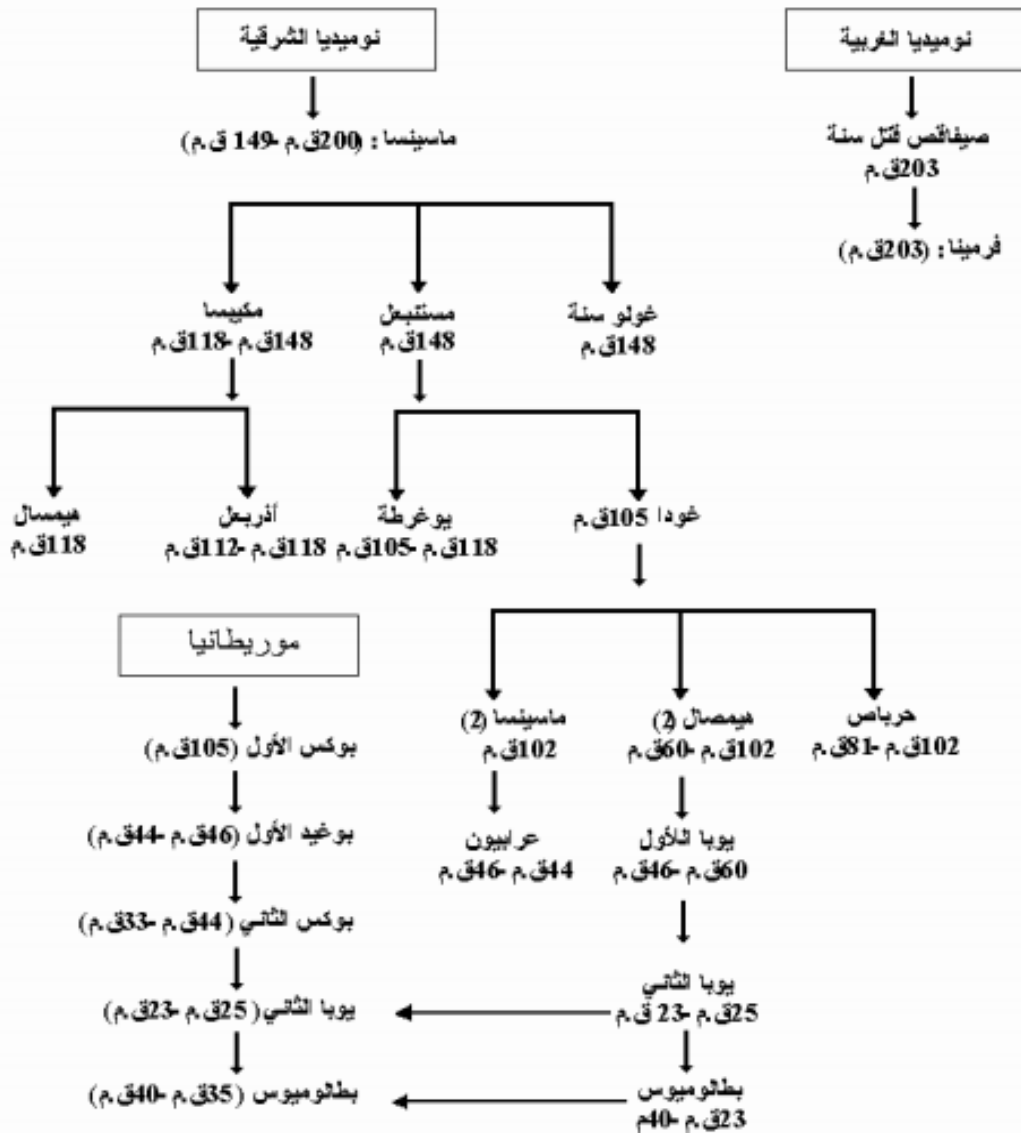 نوميديا الغربية
صيفاقص قتل سنة
203ق.م
فرمينا: (203ق.م)
نوميديا الشرقية
ماسينسا: (200ق.م -149 ق.م)
غولو سنة
148ق.م
مستنبعل
148ق.م
مكيبسا
148ق.م -118ق.م
غودا 105ق.م
يوغرطة
118ق.م -105ق.م
أذربعل
118ق.م -112ق.م
هيمسال
118ق.م
حرباص
102ق.م -81ق.م
هيمصال (2)
102ق.م -60ق.م
ماسينسا (2)
102ق.م
يوبا اللأول
60ق.م -46ق.م
عرابيون
44ق.م -46ق.م
يوبا الثاني
25ق.م -23 ق.م
بطالوميوس
23ق.م -40م
موريطانيا
بوكس الأول (105ق.م)
بوغيد الأول (46ق.م -44ق.م)
بوكس الثاني (44ق.م -33ق.م)
يوبا الثاني (25ق.م -23ق.م)
بطالوميوس (35ق.م -40ق.م)